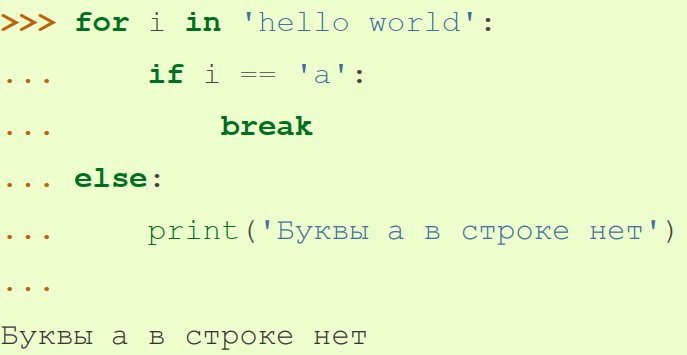 >>> for i in 'hello world':
...     if i == 'a':
...         break
... else:
...     print('Буквы a в строке нет')
...
Буквы a в строке нет